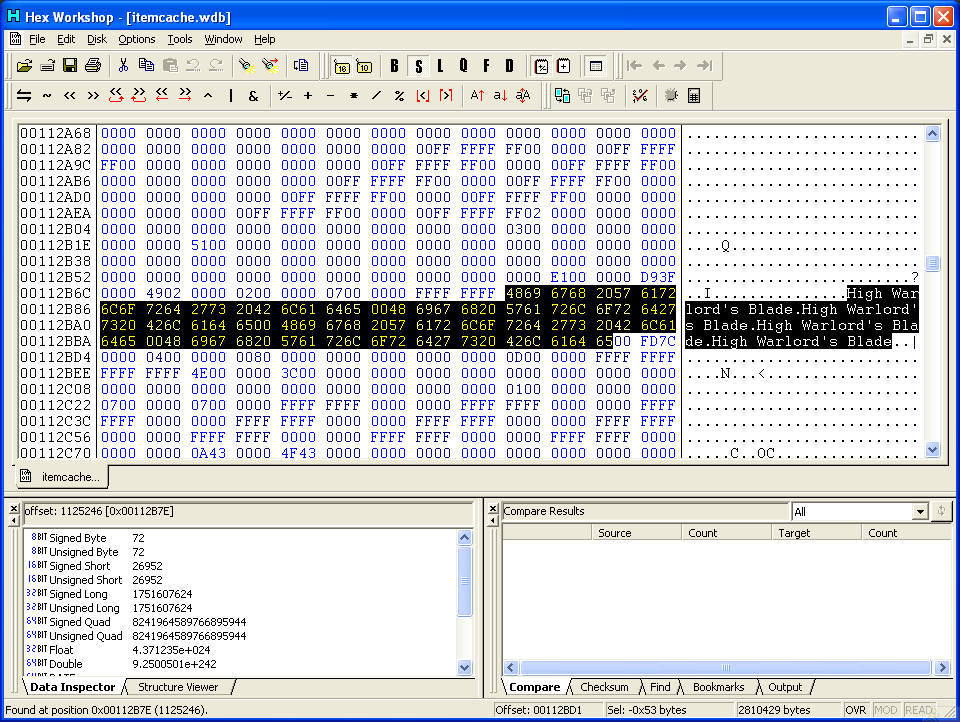 Hex Workshop - [itemcache.wdb]
File Edit Disk Options Tools Window Help
B S L Q F D
00112A68 0000 0000 0000 0000 0000 0000 0000 0000 0000 0000 0000 0000 0000 ..........................
00112A82 0000 0000 0000 0000 0000 0000 0000 00FF FFFF FF00 0000 00FF FFFF ..........................
00112A9C FF00 0000 0000 0000 0000 0000 00FF FFFF FF00 0000 00FF FFFF FF00 ..........................
00112AB6 0000 0000 0000 0000 0000 00FF FFFF FF00 0000 00FF FFFF FF00 0000 ..........................
00112AD0 0000 0000 0000 0000 00FF FFFF FF00 0000 00FF FFFF FF00 0000 0000 ..........................
00112AEA 0000 0000 0000 00FF FFFF FF00 0000 00FF FFFF FF02 0000 0000 0000 ..........................
00112B04 0000 0000 0000 0000 0000 0000 0000 0000 0000 0300 0000 0000 0000 ..........................
00112B1E 0000 0000 5100 0000 0000 0000 0000 0000 0000 0000 0000 0000 0000 ....Q.....................
00112B38 0000 0000 0000 0000 0000 0000 0000 0000 0000 0000 0000 0000 0000 ..........................
00112B52 0000 0000 0000 0000 0000 0000 0000 0000 0000 0000 E100 0000 D93F .........................?
00112B6C 0000 4902 0000 0200 0000 0700 0000 FFFF FFFF 4869 6768 2057 6172 ..I...............High War
00112B86 6C6F 7264 2773 2042 6C61 6465 0048 6967 6820 5761 726C 6F72 6427 lord's Blade.High Warlord'
00112BA0 7320 426C 6164 6500 4869 6768 2057 6172 6C6F 7264 2773 2042 6C61 s Blade.High Warlord's Bla
00112BBA 6465 0048 6967 6820 5761 726C 6F72 6427 7320 426C 6164 6500 FD7C de.High Warlord's Blade..|
00112BD4 0000 0400 0000 0080 0000 0000 0000 0000 0000 0D00 0000 FFFF FFFF ..........................
00112BEE FFFF FFFF 4E00 0000 3C00 0000 0000 0000 0000 0000 0000 0000 0000 ....N...<.................
00112C08 0000 0000 0000 0000 0000 0000 0000 0000 0000 0100 0000 0000 0000 ..........................
00112C22 0700 0000 0700 0000 FFFF FFFF 0000 0000 FFFF FFFF 0000 0000 FFFF ..........................
00112C3C FFFF 0000 0000 FFFF FFFF 0000 0000 FFFF FFFF 0000 0000 FFFF FFFF ..........................
00112C56 0000 0000 FFFF FFFF 0000 0000 FFFF FFFF 0000 0000 FFFF FFFF 0000 ..........................
00112C70 0000 0000 0A43 0000 4F43 0000 0000 0000 0000 0000 0000 0000 0000 .....C..OC................
itemcache...
offset: 1125246 [0x00112B7E]
8BIT Signed Byte 72
8BIT Unsigned Byte 72
16BIT Signed Short 26952
16BIT Unsigned Short 26952
32BIT Signed Long 1751607624
32BIT Unsigned Long 1751607624
64BIT Signed Quad 8241964589766895944
64BIT Unsigned Quad 8241964589766895944
32BIT Float 4.371235e+024
64BIT Double 9.2500501e+242
Data Inspector Structure Viewer
Compare Results All
Source Count Target Count
Compare Checksum Find Bookmarks Output
Found at position 0x00112B7E (1125246). Offset: 00112BD1 Sel: -0x53 bytes 2810429 bytes OVR MOD READ